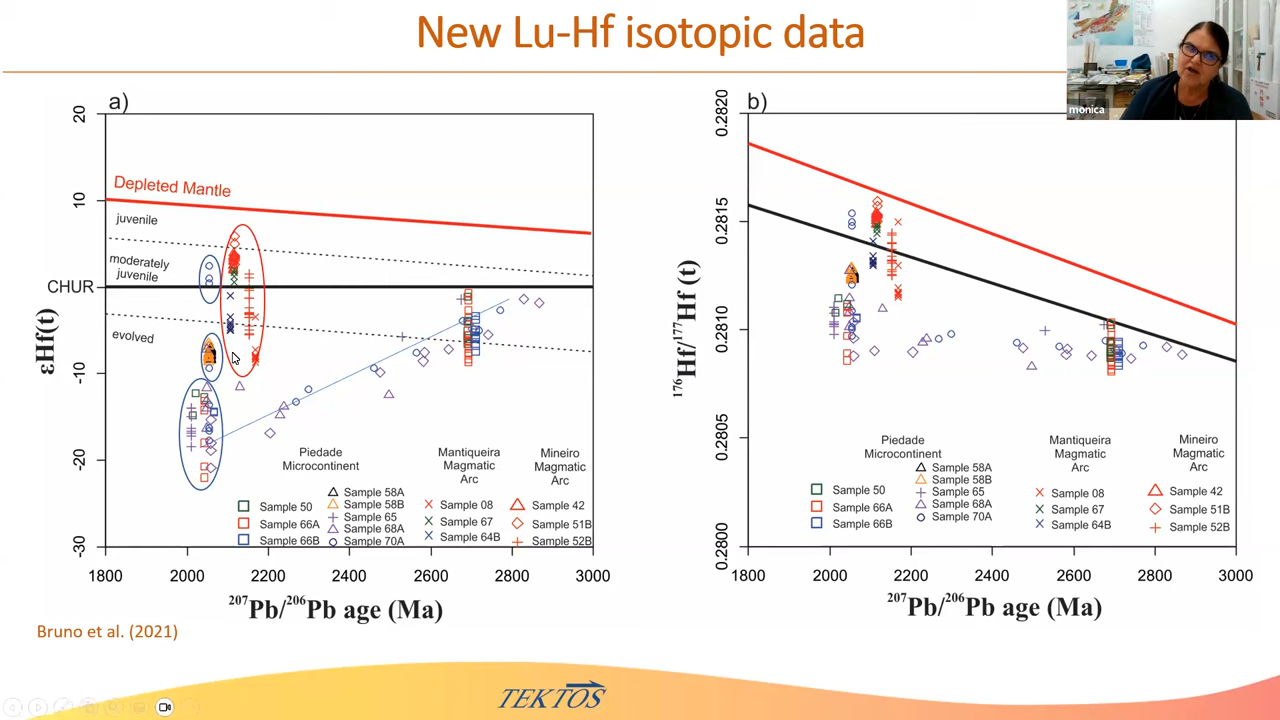 New Lu-Hf isotopic data
monica
a)
20
10
CHUR
-10
-20
-30
εHf(t)
Depleted Mantle
juvenile
moderately
juvenile
evolved
Piedade
Microcontinent
Mantiqueira
Magmatic
Arc
Mineiro
Magmatic
Arc
Sample 50
Sample 66A
Sample 66B
Sample 58A
Sample 58B
Sample 65
Sample 68A
Sample 70A
Sample 08
Sample 67
Sample 64B
Sample 42
Sample 51B
Sample 52B
1800 2000 2200 2400 2600 2800 3000
207Pb/206Pb age (Ma)
b)
0.2820
0.2815
0.2810
0.2805
0.2800
176Hf/177Hf (t)
Piedade
Microcontinent
Mantiqueira
Magmatic
Arc
Mineiro
Magmatic
Arc
Sample 50
Sample 66A
Sample 66B
Sample 58A
Sample 58B
Sample 65
Sample 68A
Sample 70A
Sample 08
Sample 67
Sample 64B
Sample 42
Sample 51B
Sample 52B
1800 2000 2200 2400 2600 2800 3000
207Pb/206Pb age (Ma)
Bruno et al. (2021)
TEKTOS